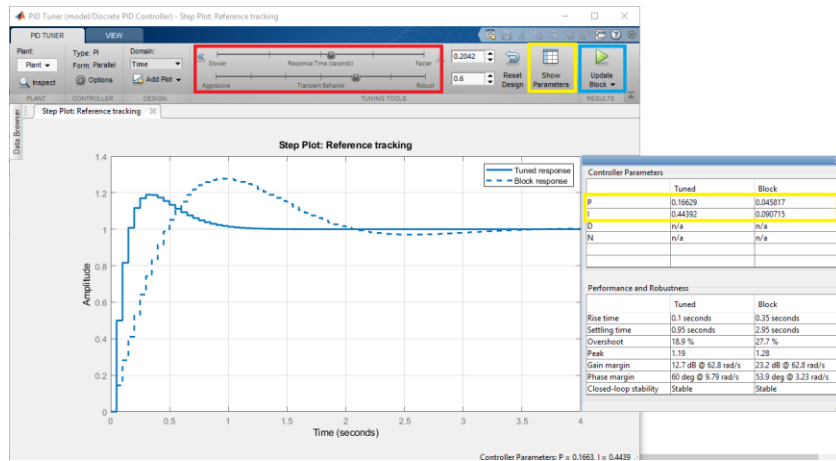 PID Tuner (model/Discrete PID Controller) - Step Plot: Reference tracking
PID TUNER VIEW
Plant: Type: PI Domain:
Plant Form: Parallel Time
Slower Response Time (seconds) Faster 0.2042
Inspect Options Add Plot
Aggressive Transient Behavior Robust 0.6
Reset Design
Show Parameters
Update Block
PLANT CONTROLLER DESIGN TUNING TOOLS RESULTS
Data Browser
Step Plot: Reference tracking
Step Plot: Reference tracking
Tuned response
Block response
Amplitude
1.4
1.2
1
0.8
0.6
0.4
0.2
0
0 0.5 1 1.5 2 2.5 3 3.5 4
Time (seconds)
Controller Parameters: P = 0.1663, I = 0.4439
Controller Parameters
Tuned Block
P 0.16629 0.045817
I 0.44392 0.090715
D n/a n/a
N n/a n/a
Performance and Robustness
Tuned Block
Rise time 0.1 seconds 0.35 seconds
Settling time 0.95 seconds 2.95 seconds
Overshoot 18.9 % 27.7 %
Peak 1.19 1.28
Gain margin 12.7 dB @ 62.8 rad/s 23.2 dB @ 62.8 rad/s
Phase margin 60 deg @ 9.79 rad/s 53.9 deg @ 3.23 rad/s
Closed-loop stability Stable Stable